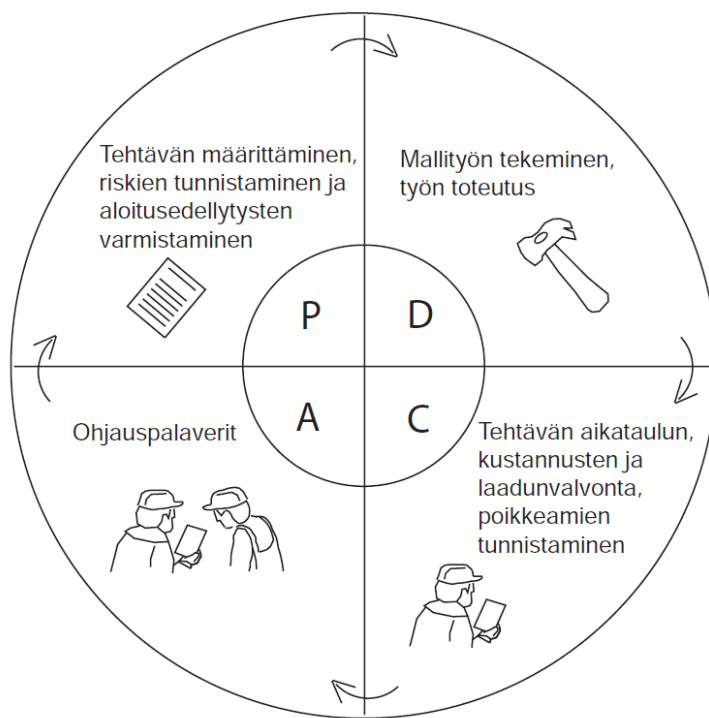 Tehtävän määrittäminen,
riskien tunnistaminen ja
aloitusedellytysten
varmistaminen
Mallityön tekeminen,
työn toteutus
P
D
A
C
Ohjauspalaverit
Tehtävän aikataulun,
kustannusten ja
laadunvalvonta,
poikkeamien
tunnistaminen